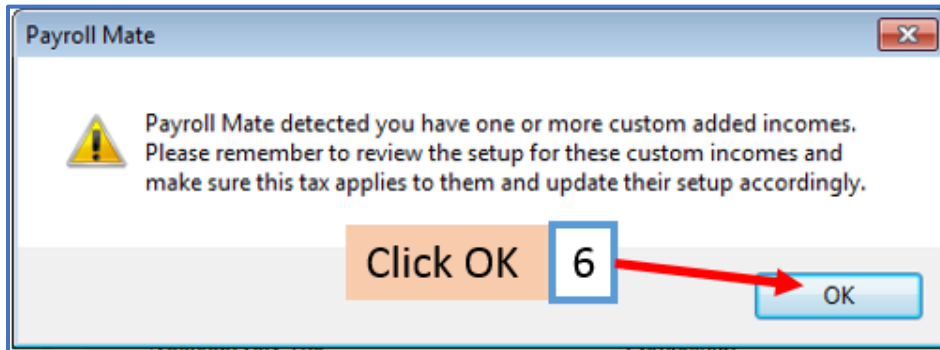 Payroll Mate
Payroll Mate detected you have one or more custom added incomes.
Please remember to review the setup for these custom incomes and
make sure this tax applies to them and update their setup accordingly.
Click OK 6
OK